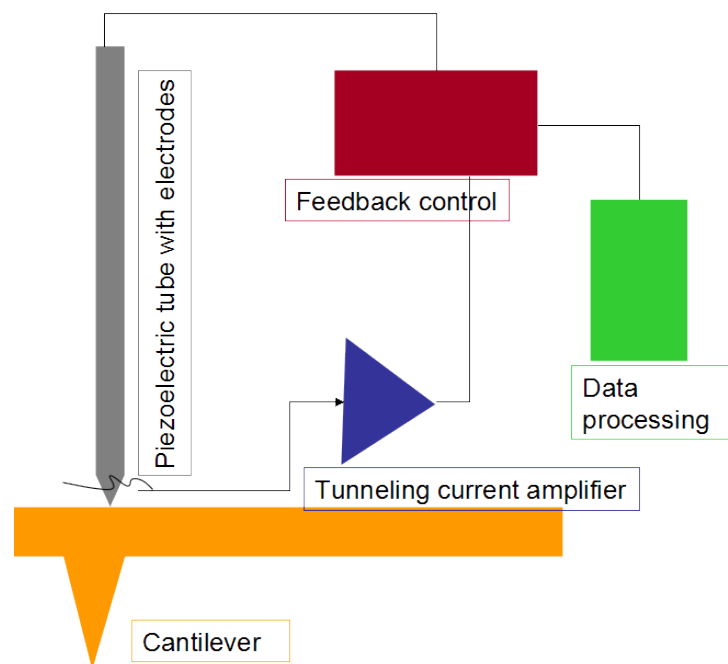 Piezoelectric tube with electrodes
Feedback control
Data
processing
Tunneling current amplifier
Cantilever